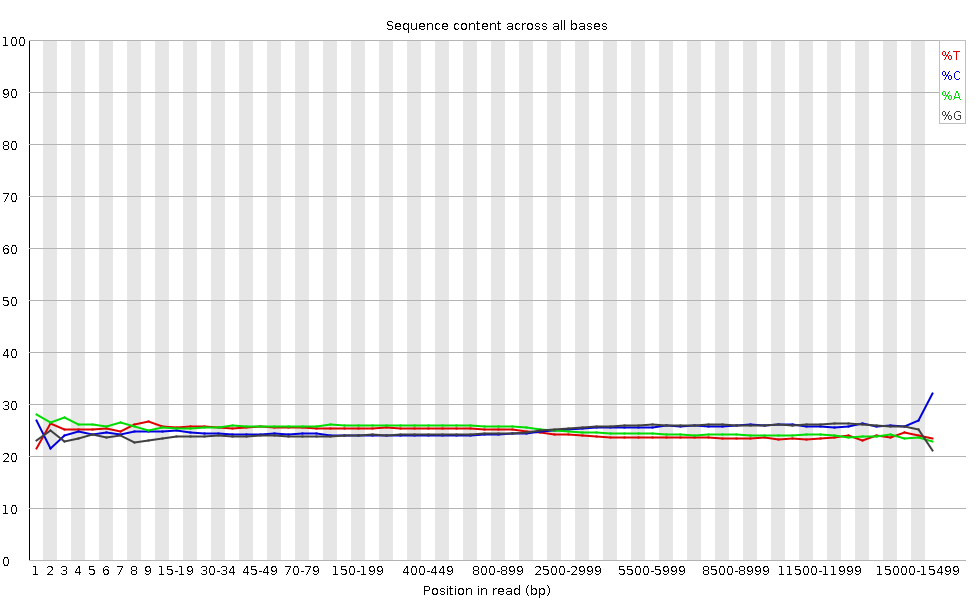 Sequence content across all bases
100
90
80
70
60
50
40
30
20
10
0
%T
%C
%A
%G
1 2 3 4 5 6 7 8 9 15-19 30-34 45-49 70-79 150-199 400-449 800-899 2500-2999 5500-5999 8500-8999 11500-11999 15000-15499
Position in read (bp)